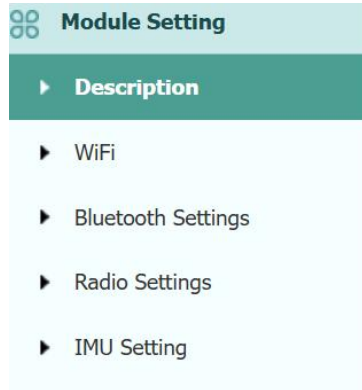 Module Setting
Description
WiFi
Bluetooth Settings
Radio Settings
IMU Setting